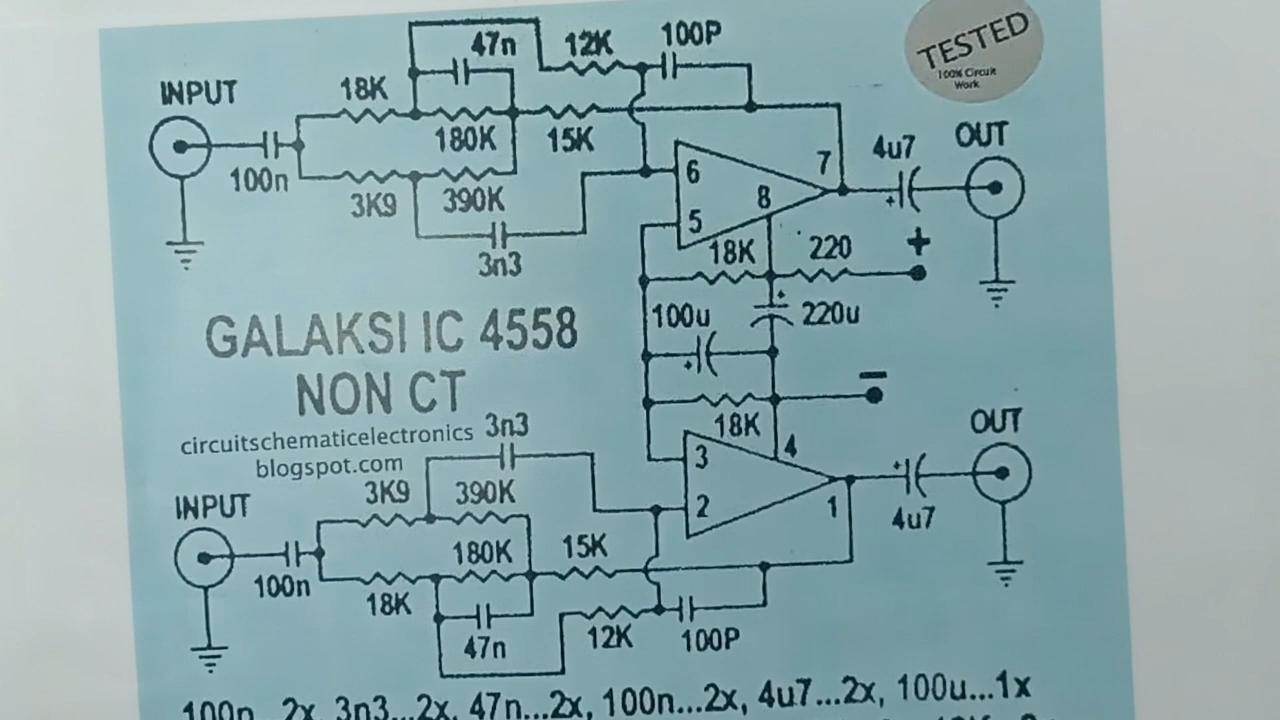 47n
12K
100P
TESTED
100% Circuit
Work
INPUT
18K
4u7
OUT
180K
15K
7
100n
6
3K9
390K
8
5
18K
220
+
3n3
100u
220u
GALAKSI IC 4558
NON CT
−
circuitschematicelectronics
blogspot.com
3n3
18K
4
OUT
3
3K9
390K
2
1
4u7
INPUT
180K
15K
100n
18K
47n
12K
100P
100n...2x, 3n3...2x, 47n...2x, 100n...2x, 4u7...2x, 100u...1x